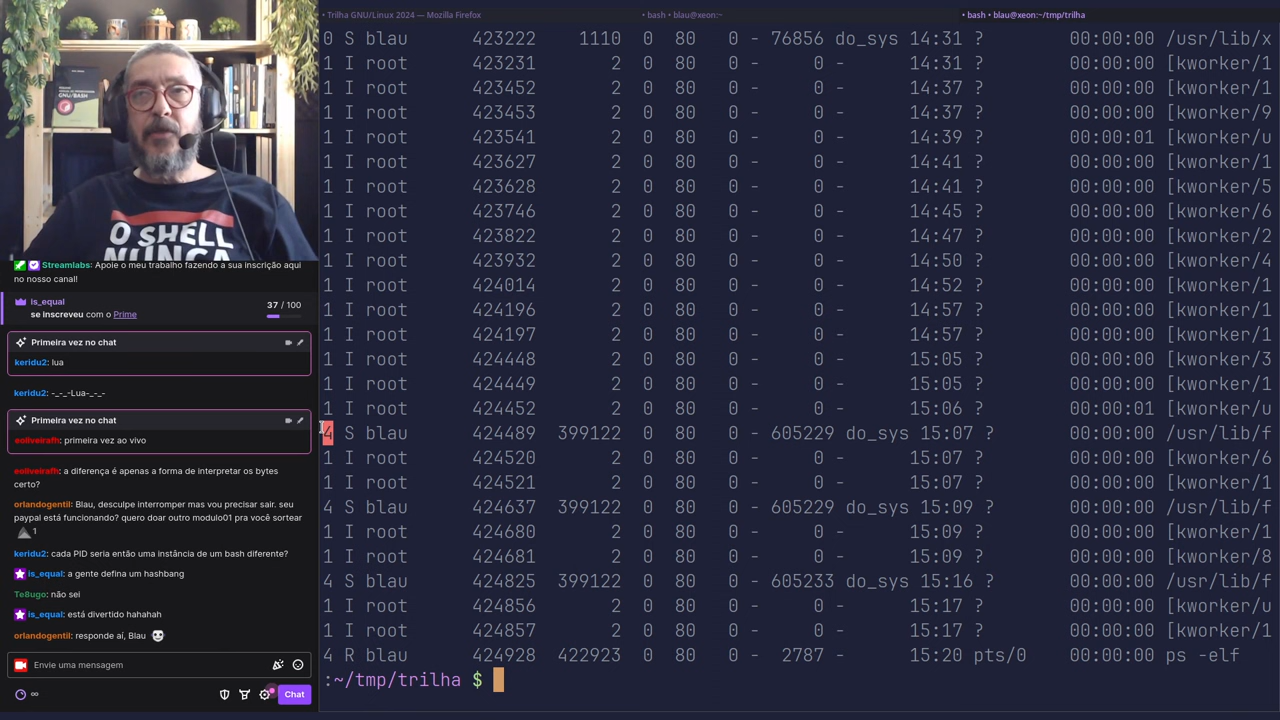 • Trilha GNU/Linux 2024 — Mozilla Firefox
• bash • blau@xeon:~
• bash • blau@xeon:~/tmp/trilha
0 S blau 423222 1110 0 80 0 - 76856 do_sys 14:31 ? 00:00:00 /usr/lib/x
1 I root 423231 2 0 80 0 - 0 - 14:31 ? 00:00:00 [kworker/1
1 I root 423452 2 0 80 0 - 0 - 14:37 ? 00:00:00 [kworker/1
1 I root 423453 2 0 80 0 - 0 - 14:37 ? 00:00:00 [kworker/9
1 I root 423541 2 0 80 0 - 0 - 14:39 ? 00:00:01 [kworker/u
1 I root 423627 2 0 80 0 - 0 - 14:41 ? 00:00:00 [kworker/1
1 I root 423628 2 0 80 0 - 0 - 14:41 ? 00:00:00 [kworker/5
1 I root 423746 2 0 80 0 - 0 - 14:45 ? 00:00:00 [kworker/6
1 I root 423822 2 0 80 0 - 0 - 14:47 ? 00:00:00 [kworker/2
1 I root 423932 2 0 80 0 - 0 - 14:50 ? 00:00:00 [kworker/4
1 I root 424014 2 0 80 0 - 0 - 14:52 ? 00:00:00 [kworker/1
1 I root 424196 2 0 80 0 - 0 - 14:57 ? 00:00:00 [kworker/1
1 I root 424197 2 0 80 0 - 0 - 14:57 ? 00:00:00 [kworker/1
1 I root 424448 2 0 80 0 - 0 - 15:05 ? 00:00:00 [kworker/3
1 I root 424449 2 0 80 0 - 0 - 15:05 ? 00:00:00 [kworker/1
1 I root 424452 2 0 80 0 - 0 - 15:06 ? 00:00:01 [kworker/u
4 S blau 424489 399122 0 80 0 - 605229 do_sys 15:07 ? 00:00:00 /usr/lib/f
1 I root 424520 2 0 80 0 - 0 - 15:07 ? 00:00:00 [kworker/6
1 I root 424521 2 0 80 0 - 0 - 15:07 ? 00:00:00 [kworker/1
4 S blau 424637 399122 0 80 0 - 605229 do_sys 15:09 ? 00:00:00 /usr/lib/f
1 I root 424680 2 0 80 0 - 0 - 15:09 ? 00:00:00 [kworker/1
1 I root 424681 2 0 80 0 - 0 - 15:09 ? 00:00:00 [kworker/8
4 S blau 424825 399122 0 80 0 - 605233 do_sys 15:16 ? 00:00:00 /usr/lib/f
1 I root 424856 2 0 80 0 - 0 - 15:17 ? 00:00:00 [kworker/u
1 I root 424857 2 0 80 0 - 0 - 15:17 ? 00:00:00 [kworker/1
4 R blau 424928 422923 0 80 0 - 2787 - 15:20 pts/0 00:00:00 ps -elf
:~/tmp/trilha $
GNU/BASH
O SHELL
NUNCA
Streamlabs: Apoie o meu trabalho fazendo a sua inscrição aqui
no nosso canal!
is_equal
se inscreveu com o Prime
37 / 100
Primeira vez no chat
keridu2: lua
keridu2: -_-_-Lua-_-_-
Primeira vez no chat
eoliveirafh: primeira vez ao vivo
eoliveirafh: a diferença é apenas a forma de interpretar os bytes
certo?
orlandogentil: Blau, desculpe interromper mas vou precisar sair. seu
paypal está funcionando? quero doar outro modulo01 pra você sortear
1
keridu2: cada PID seria então uma instância de um bash diferente?
is_equal: a gente defina um hashbang
Te8ugo: não sei
is_equal: está divertido hahahah
orlandogentil: responde aí, Blau
Envie uma mensagem
∞
Chat